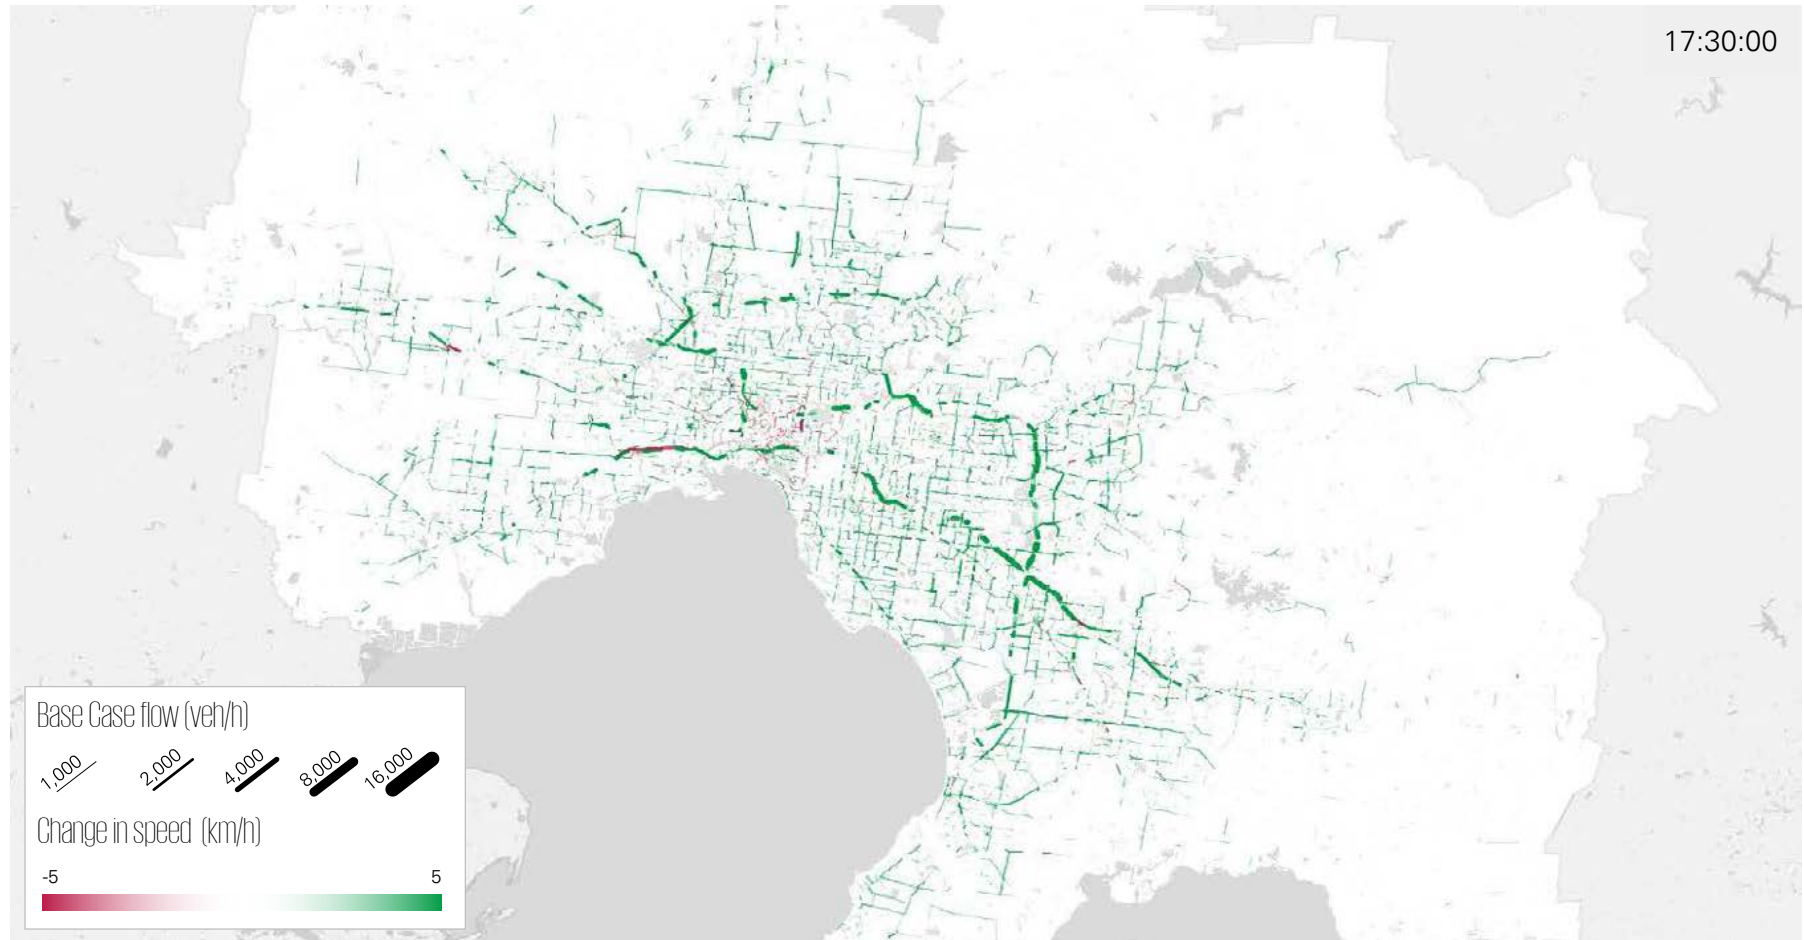 17:30:00
Base Case flow (veh/h)
1,000 2,000 4,000 8,000 16,000
Change in speed (km/h)
-5 5